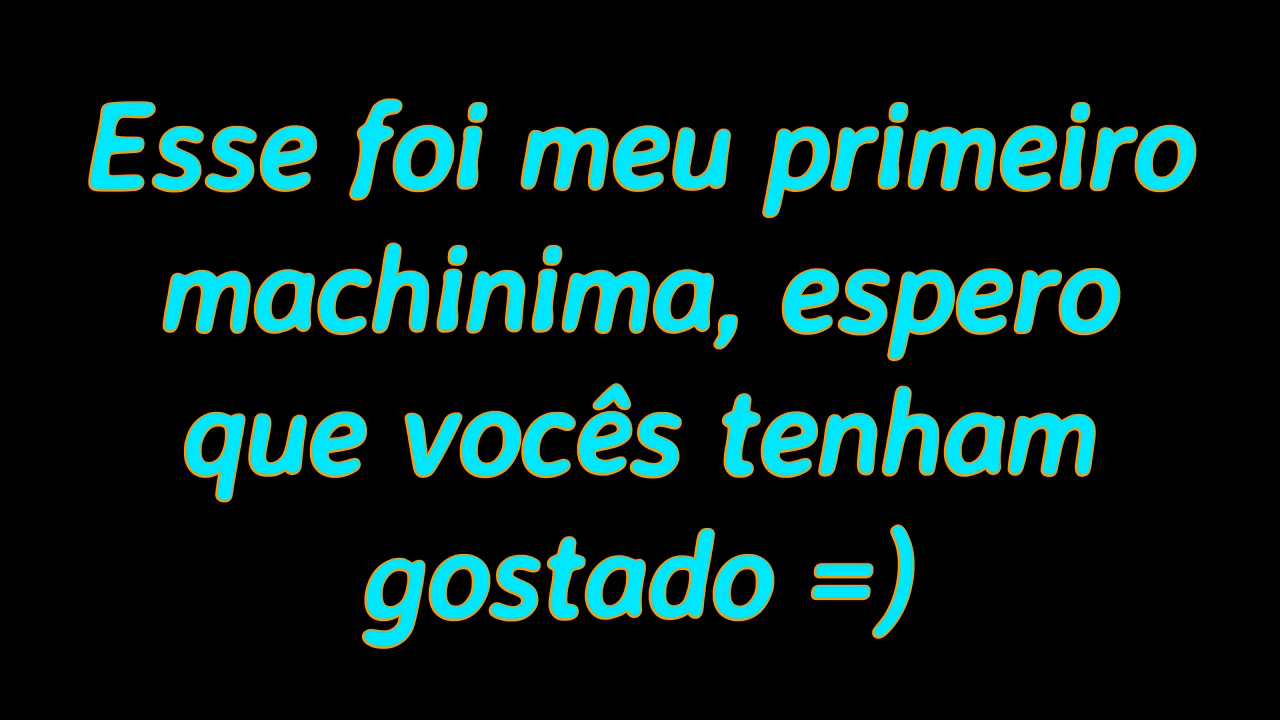 Esse foi meu primeiro
machinima, espero
que vocês tenham
gostado =)